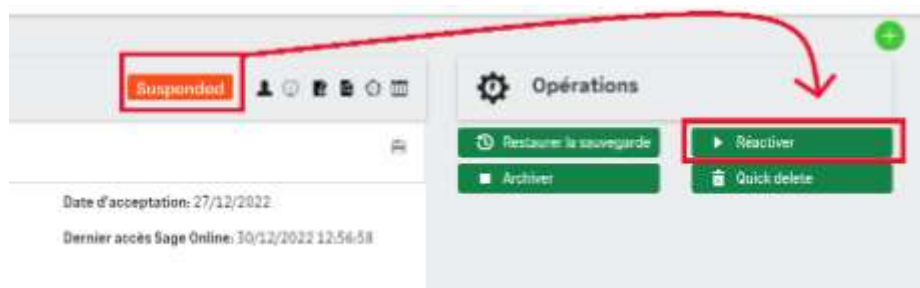 Suspended
Opérations
Restaurer la sauvegarde
Réactiver
Archiver
Quick delete
Date d'acceptation: 27/12/2022
Dernier accès Sage Online: 30/12/2022 12:56:58